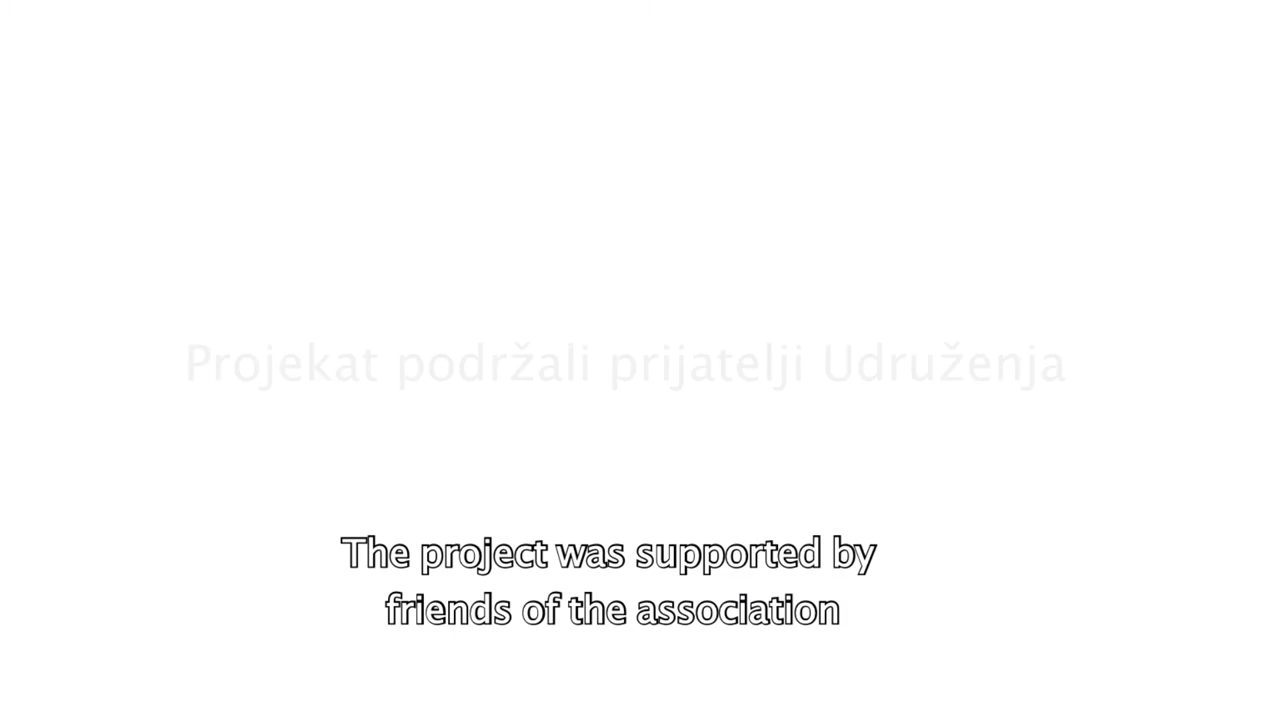 Projekat podržali prijatelji Udruženja
The project was supported by
friends of the association